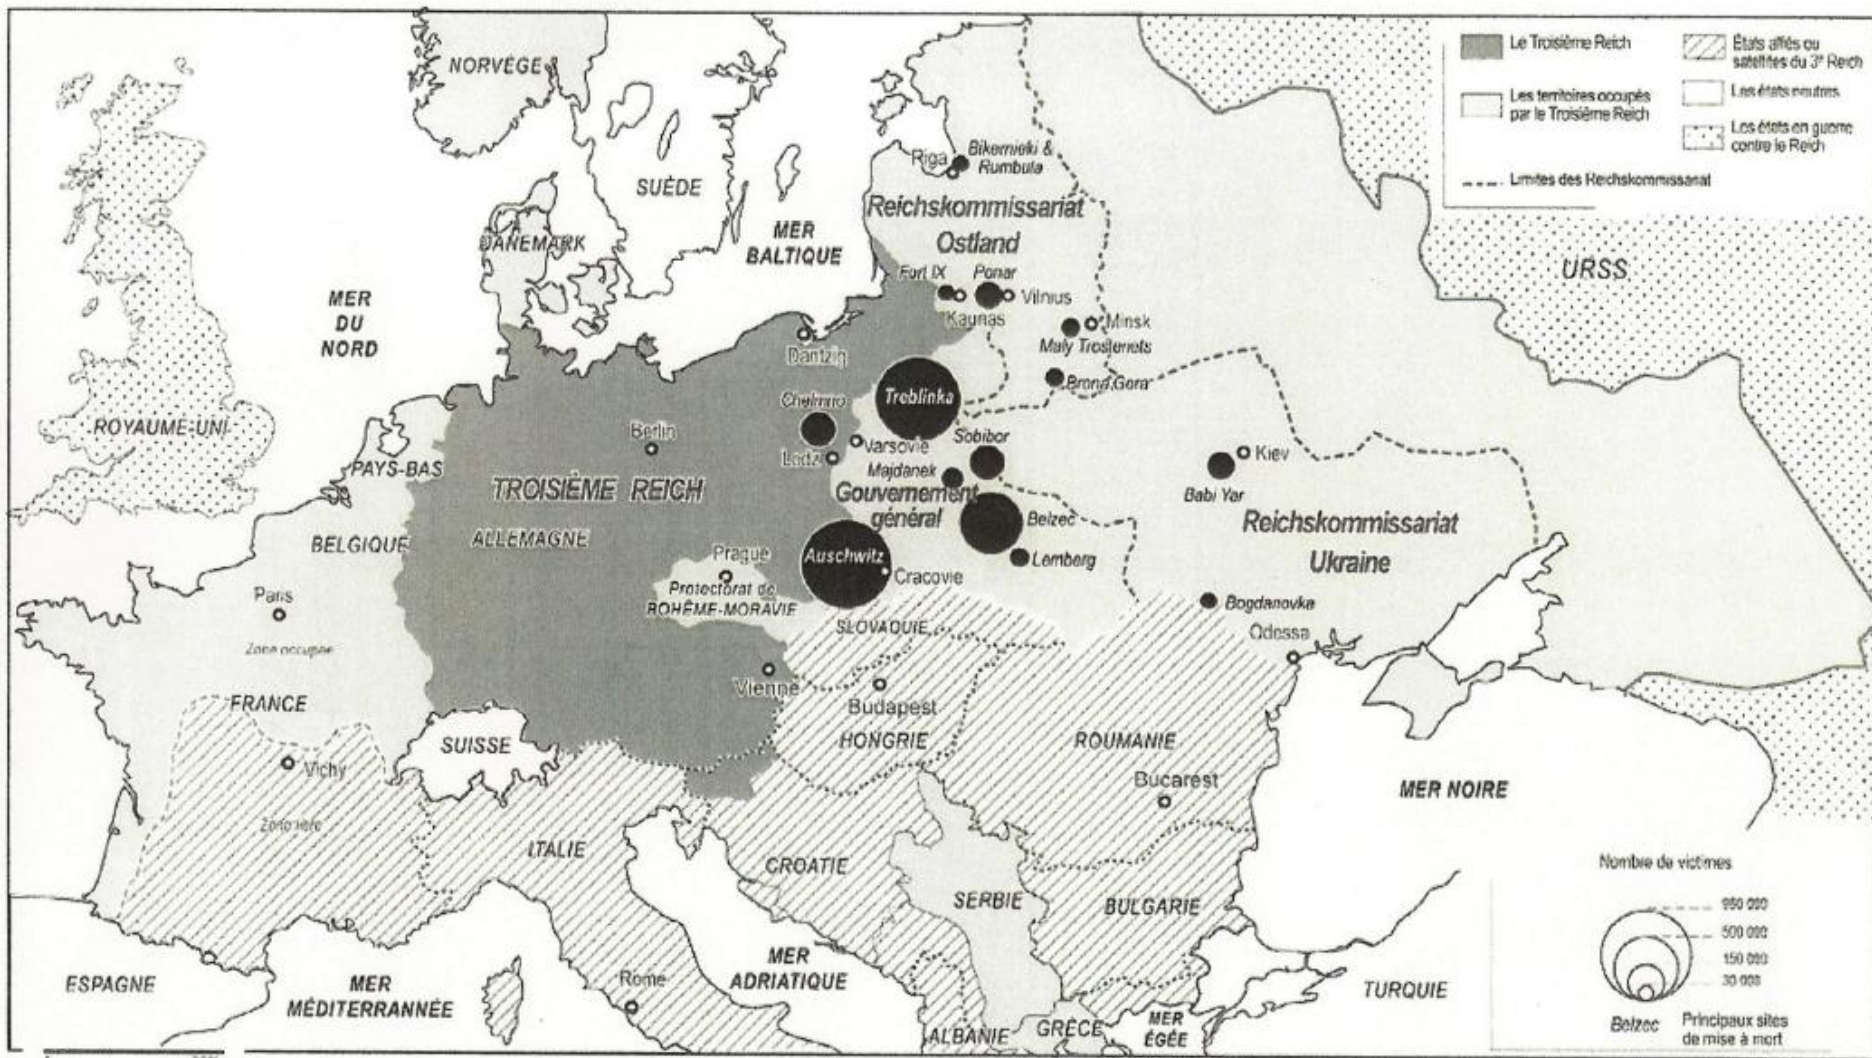 Le Troisième Reich
Les territoires occupés
par le Troisième Reich
États alliés ou
satellites du 3e Reich
Les états neutres
Les états en guerre
contre le Reich
Limites des Reichskommissariat
NORVÈGE
SUÈDE
DANEMARK
MER
BALTIQUE
MER
DU
NORD
ROYAUME-UNI
PAYS-BAS
BELGIQUE
Riga
Bikernieki &
Rumbula
Reichskommissariat
Ostland
URSS
Fort IX
Kaunas
Ponar
Vilnius
Minsk
Maly Trostenets
Brona Gora
Dantzig
Chelmno
Treblinka
Berlin
Varsovie
Lodz
Sobibor
Majdanek
TROISIÈME REICH
ALLEMAGNE
Gouvernement
général
Belzec
Lemberg
Kiev
Babi Yar
Reichskommissariat
Ukraine
Auschwitz
Cracovie
Prague
Protectorat de
BOHÊME-MORAVIE
Bogdanovka
Odessa
Paris
Zone occupée
FRANCE
SLOVAQUIE
Vienne
Budapest
HONGRIE
ROUMANIE
Bucarest
SUISSE
Vichy
Zone libre
ITALIE
CROATIE
SERBIE
BULGARIE
MER NOIRE
ESPAGNE
MER
MÉDITERRANNÉE
Rome
MER
ADRIATIQUE
ALBANIE
GRÈCE
MER
ÉGÉE
TURQUIE
Nombre de victimes
500 000
150 000
30 000
Belzec
Principaux sites
de mise à mort